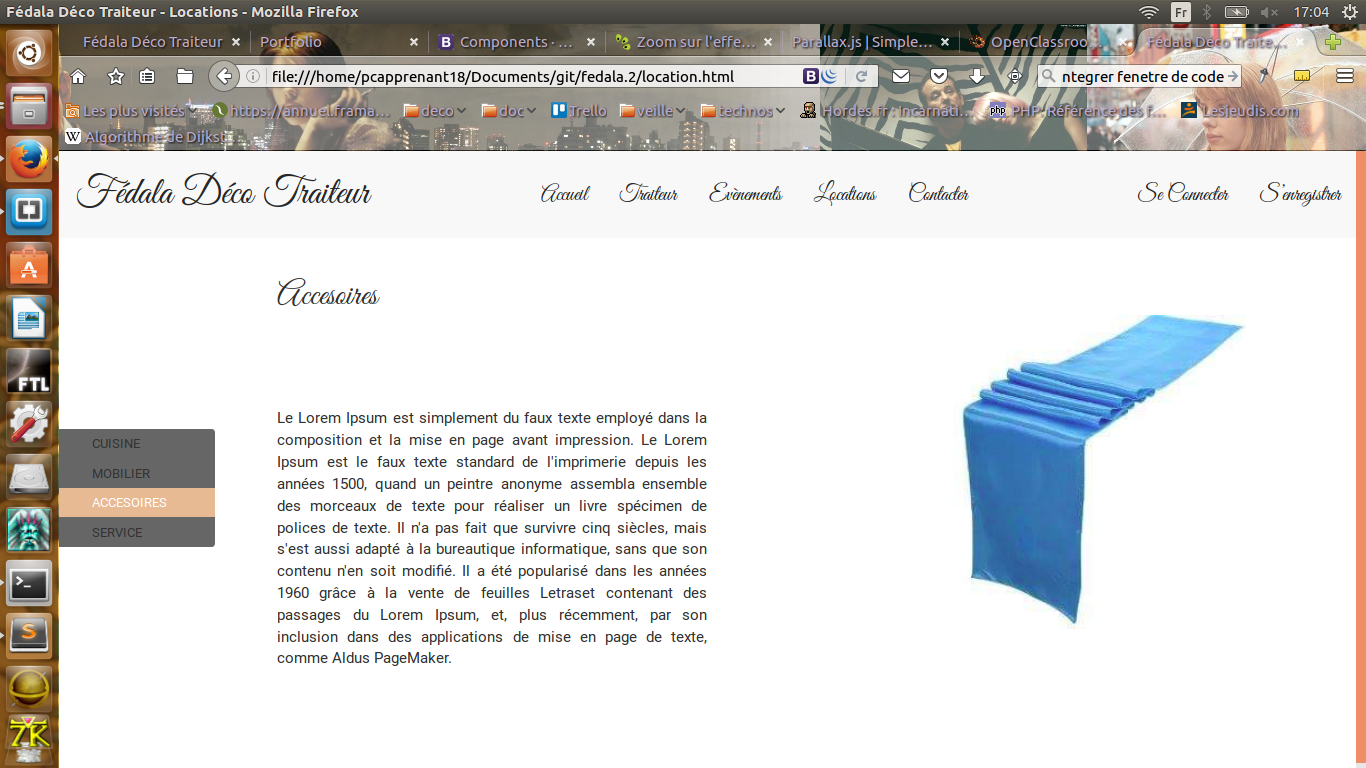 Fédala Déco Traiteur - Locations - Mozilla Firefox
Fr
17:04
Fédala Déco Traiteur
Portfolio
Components · ...
Zoom sur l'effe...
Parallax.js | Simple...
OpenClassroo...
Fédala Déco Traite...
file:///home/pcapprenant18/Documents/git/fedala.2/location.html
ntegrer fenetre de code
Les plus visités
https://annuel.frama...
deco
doc
Trello
veille
technos
Hordes.fr : Incarnati...
PHP: Référence des f...
Lesjeudis.com
Algorithme de Dijkst...
Fédala Déco Traiteur
Accueil
Traiteur
Evènements
Locations
Contacter
Se Connecter
S'enregistrer
Accesoires
Le Lorem Ipsum est simplement du faux texte employé dans la
composition et la mise en page avant impression. Le Lorem
Ipsum est le faux texte standard de l'imprimerie depuis les
années 1500, quand un peintre anonyme assembla ensemble
des morceaux de texte pour réaliser un livre spécimen de
polices de texte. Il n'a pas fait que survivre cinq siècles, mais
s'est aussi adapté à la bureautique informatique, sans que son
contenu n'en soit modifié. Il a été popularisé dans les années
1960 grâce à la vente de feuilles Letraset contenant des
passages du Lorem Ipsum, et, plus récemment, par son
inclusion dans des applications de mise en page de texte,
comme Aldus PageMaker.
CUISINE
MOBILIER
ACCESOIRES
SERVICE
FTL
7K